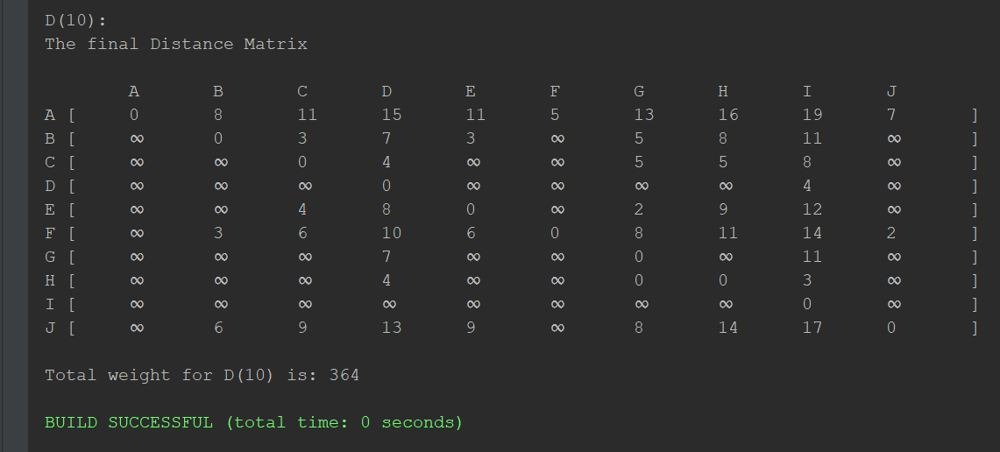 D(10):
The final Distance Matrix
A B C D E F G H I J
A [ 0 8 11 15 11 5 13 16 19 7 ]
B [ ∞ 0 3 7 3 ∞ 5 8 11 ∞ ]
C [ ∞ ∞ 0 4 ∞ ∞ 5 5 8 ∞ ]
D [ ∞ ∞ ∞ 0 ∞ ∞ ∞ ∞ 4 ∞ ]
E [ ∞ ∞ 4 8 0 ∞ 2 9 12 ∞ ]
F [ ∞ 3 6 10 6 0 8 11 14 2 ]
G [ ∞ ∞ ∞ 7 ∞ ∞ 0 ∞ 11 ∞ ]
H [ ∞ ∞ ∞ 4 ∞ ∞ 0 0 3 ∞ ]
I [ ∞ ∞ ∞ ∞ ∞ ∞ ∞ ∞ 0 ∞ ]
J [ ∞ 6 9 13 9 ∞ 8 14 17 0 ]
Total weight for D(10) is: 364
BUILD SUCCESSFUL (total time: 0 seconds)